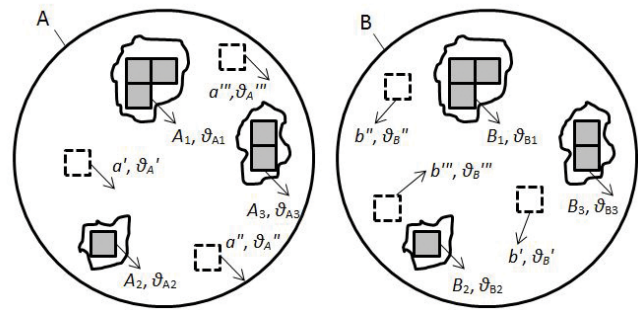 A
a''', ϑA'''
A1, ϑA1
a', ϑA'
A3, ϑA3
a'', ϑA''
A2, ϑA2
B
b'', ϑB''
B1, ϑB1
b''', ϑB'''
B3, ϑB3
b', ϑB'
B2, ϑB2